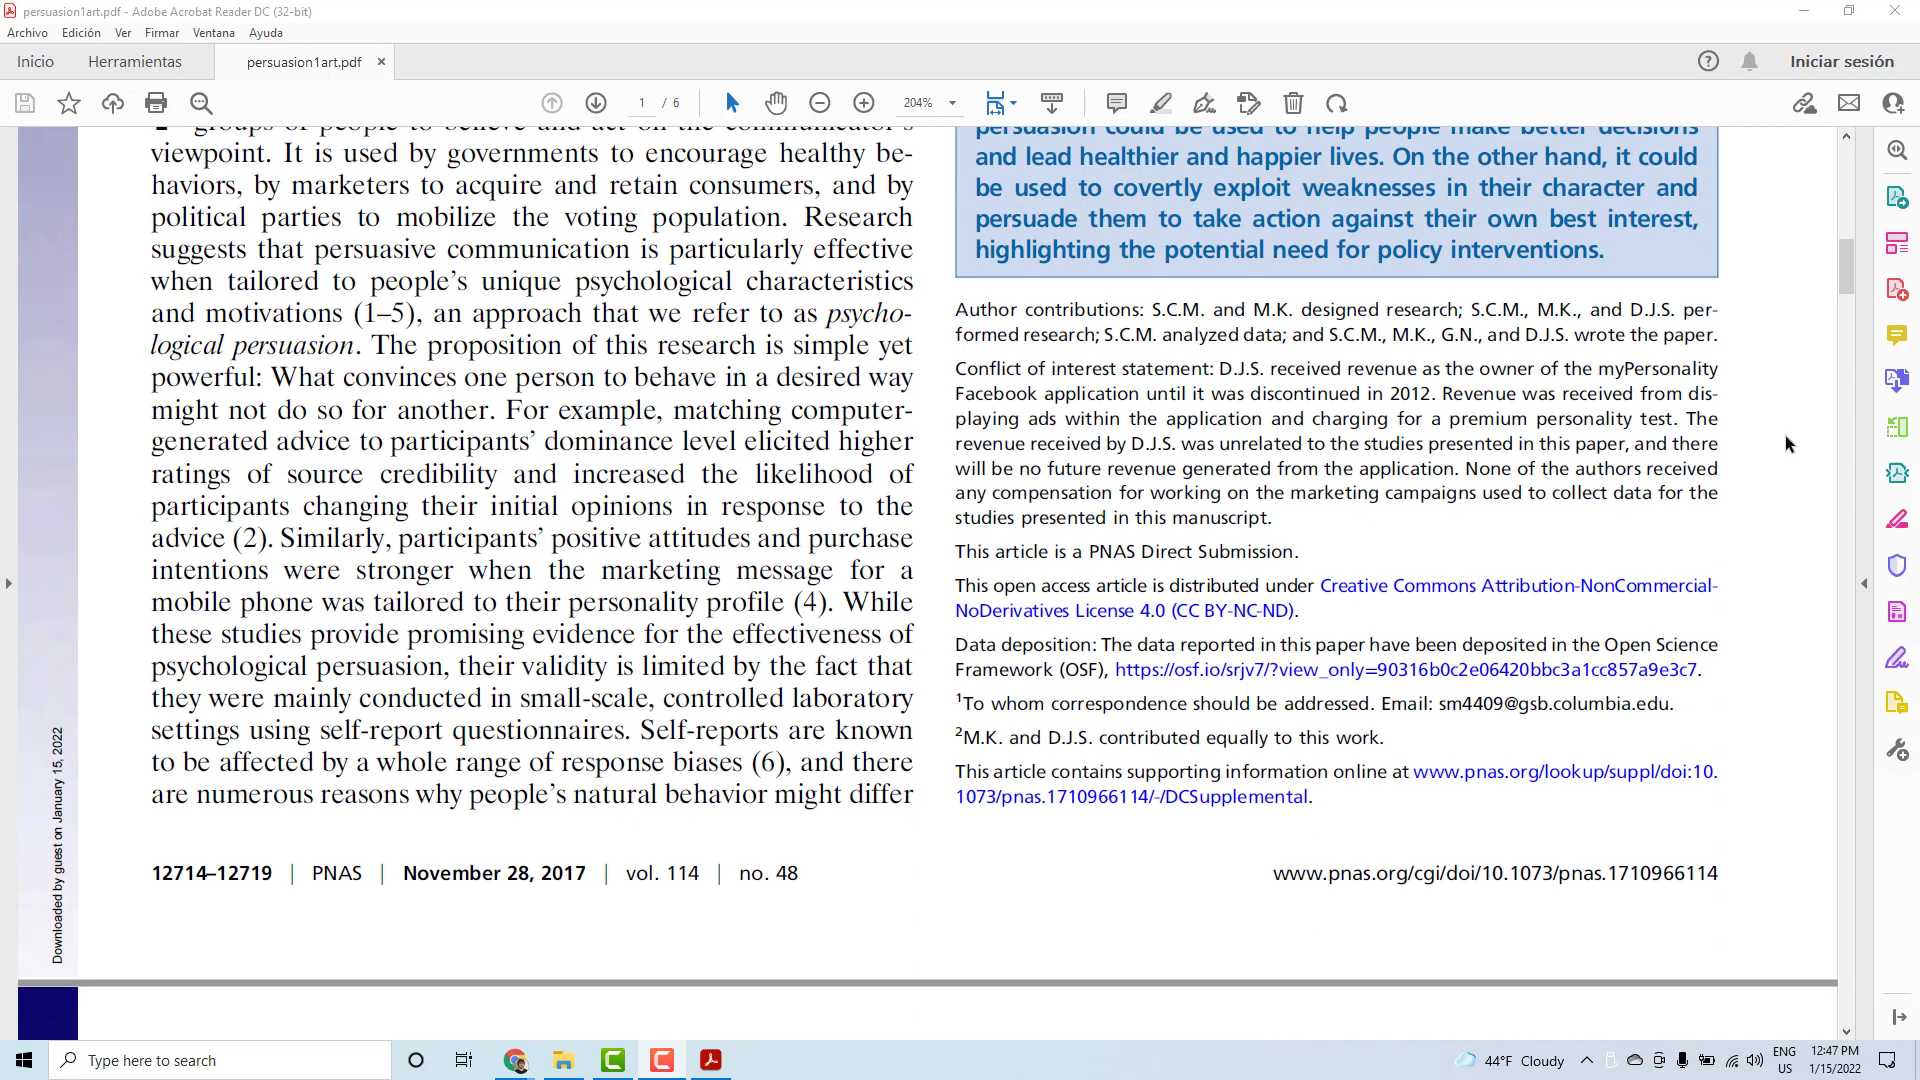 persuasion1art.pdf - Adobe Acrobat Reader DC (32-bit)
Archivo Edición Ver Firmar Ventana Ayuda
Inicio Herramientas persuasion1art.pdf × Iniciar sesión
1 / 6 204%
groups of people to believe and act on the communicator's
viewpoint. It is used by governments to encourage healthy be-
haviors, by marketers to acquire and retain consumers, and by
political parties to mobilize the voting population. Research
suggests that persuasive communication is particularly effective
when tailored to people's unique psychological characteristics
and motivations (1–5), an approach that we refer to as psycho-
logical persuasion. The proposition of this research is simple yet
powerful: What convinces one person to behave in a desired way
might not do so for another. For example, matching computer-
generated advice to participants' dominance level elicited higher
ratings of source credibility and increased the likelihood of
participants changing their initial opinions in response to the
advice (2). Similarly, participants' positive attitudes and purchase
intentions were stronger when the marketing message for a
mobile phone was tailored to their personality profile (4). While
these studies provide promising evidence for the effectiveness of
psychological persuasion, their validity is limited by the fact that
they were mainly conducted in small-scale, controlled laboratory
settings using self-report questionnaires. Self-reports are known
to be affected by a whole range of response biases (6), and there
are numerous reasons why people's natural behavior might differ
persuasion could be used to help people make better decisions
and lead healthier and happier lives. On the other hand, it could
be used to covertly exploit weaknesses in their character and
persuade them to take action against their own best interest,
highlighting the potential need for policy interventions.
Author contributions: S.C.M. and M.K. designed research; S.C.M., M.K., and D.J.S. per-
formed research; S.C.M. analyzed data; and S.C.M., M.K., G.N., and D.J.S. wrote the paper.
Conflict of interest statement: D.J.S. received revenue as the owner of the myPersonality
Facebook application until it was discontinued in 2012. Revenue was received from dis-
playing ads within the application and charging for a premium personality test. The
revenue received by D.J.S. was unrelated to the studies presented in this paper, and there
will be no future revenue generated from the application. None of the authors received
any compensation for working on the marketing campaigns used to collect data for the
studies presented in this manuscript.
This article is a PNAS Direct Submission.
This open access article is distributed under Creative Commons Attribution-NonCommercial-
NoDerivatives License 4.0 (CC BY-NC-ND).
Data deposition: The data reported in this paper have been deposited in the Open Science
Framework (OSF), https://osf.io/srjv7/?view_only=90316b0c2e06420bbc3a1cc857a9e3c7.
1To whom correspondence should be addressed. Email: sm4409@gsb.columbia.edu.
2M.K. and D.J.S. contributed equally to this work.
This article contains supporting information online at www.pnas.org/lookup/suppl/doi:10.
1073/pnas.1710966114/-/DCSupplemental.
Downloaded by guest on January 15, 2022
12714–12719 | PNAS | November 28, 2017 | vol. 114 | no. 48
www.pnas.org/cgi/doi/10.1073/pnas.1710966114
Type here to search
44°F Cloudy
ENG
US
12:47 PM
1/15/2022